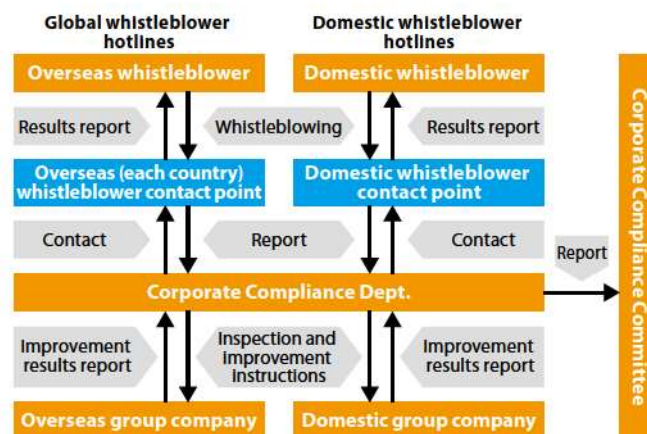 Global whistleblower
hotlines
Domestic whistleblower
hotlines
Overseas whistleblower
Domestic whistleblower
Results report
Whistleblowing
Results report
Overseas (each country)
whistleblower contact point
Domestic whistleblower
contact point
Contact
Report
Contact
Report
Corporate Compliance Dept.
Improvement
results report
Inspection and
improvement
instructions
Improvement
results report
Overseas group company
Domestic group company
Corporate Compliance Committee